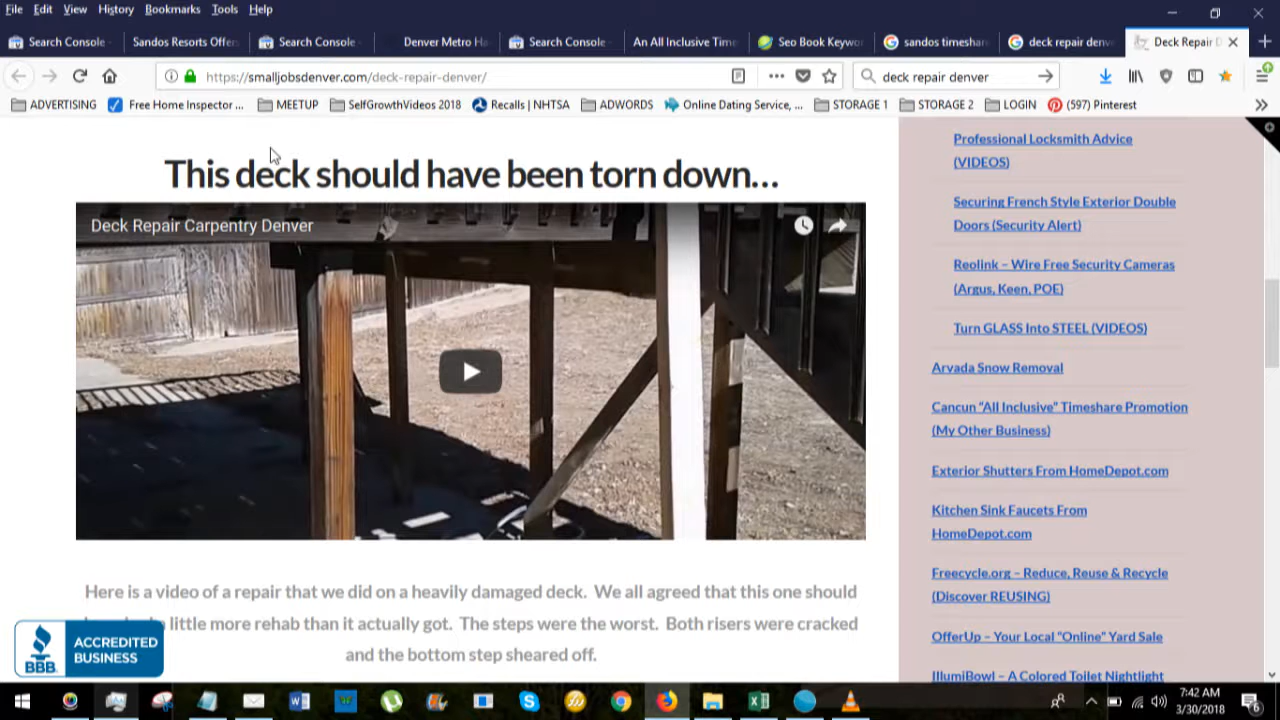 File Edit View History Bookmarks Tools Help
Search Console Sandos Resorts Offers Search Console Denver Metro Ha Search Console An All Inclusive Time Seo Book Keywo sandos timeshar deck repair denv Deck Repair D
https://smalljobsdenver.com/deck-repair-denver/ deck repair denver
ADVERTISING Free Home Inspector ... MEETUP SelfGrowthVideos 2018 Recalls | NHTSA ADWORDS Online Dating Service, ... STORAGE 1 STORAGE 2 LOGIN (597) Pinterest
This deck should have been torn down...
Deck Repair Carpentry Denver
Here is a video of a repair that we did on a heavily damaged deck. We all agreed that this one should
little more rehab than it actually got. The steps were the worst. Both risers were cracked
and the bottom step sheared off.
BBB ACCREDITED
BUSINESS
Professional Locksmith Advice
(VIDEOS)
Securing French Style Exterior Double
Doors (Security Alert)
Reolink – Wire Free Security Cameras
(Argus, Keen, POE)
Turn GLASS Into STEEL (VIDEOS)
Arvada Snow Removal
Cancun “All Inclusive” Timeshare Promotion
(My Other Business)
Exterior Shutters From HomeDepot.com
Kitchen Sink Faucets From
HomeDepot.com
Freecycle.org – Reduce, Reuse & Recycle
(Discover REUSING)
OfferUp – Your Local “Online” Yard Sale
IllumiBowl – A Colored Toilet Nightlight
7:42 AM
3/30/2018
6